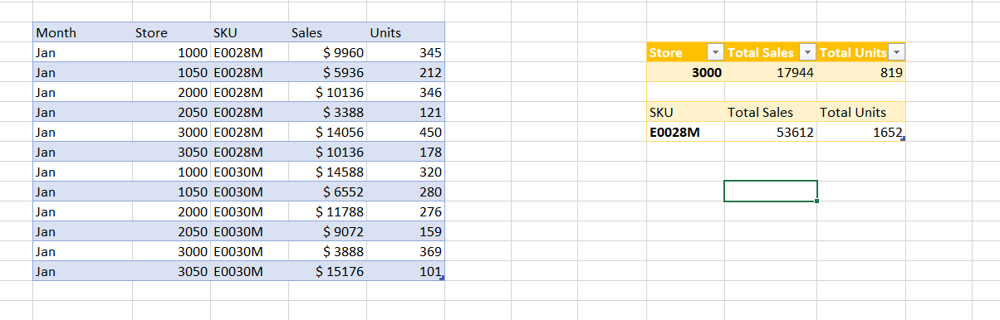 Month Store SKU Sales Units
Jan 1000 E0028M $ 9960 345
Store Total Sales Total Units
Jan 1050 E0028M $ 5936 212
3000 17944 819
Jan 2000 E0028M $ 10136 346
Jan 2050 E0028M $ 3388 121
SKU Total Sales Total Units
Jan 3000 E0028M $ 14056 450
E0028M 53612 1652
Jan 3050 E0028M $ 10136 178
Jan 1000 E0030M $ 14588 320
Jan 1050 E0030M $ 6552 280
Jan 2000 E0030M $ 11788 276
Jan 2050 E0030M $ 9072 159
Jan 3000 E0030M $ 3888 369
Jan 3050 E0030M $ 15176 101